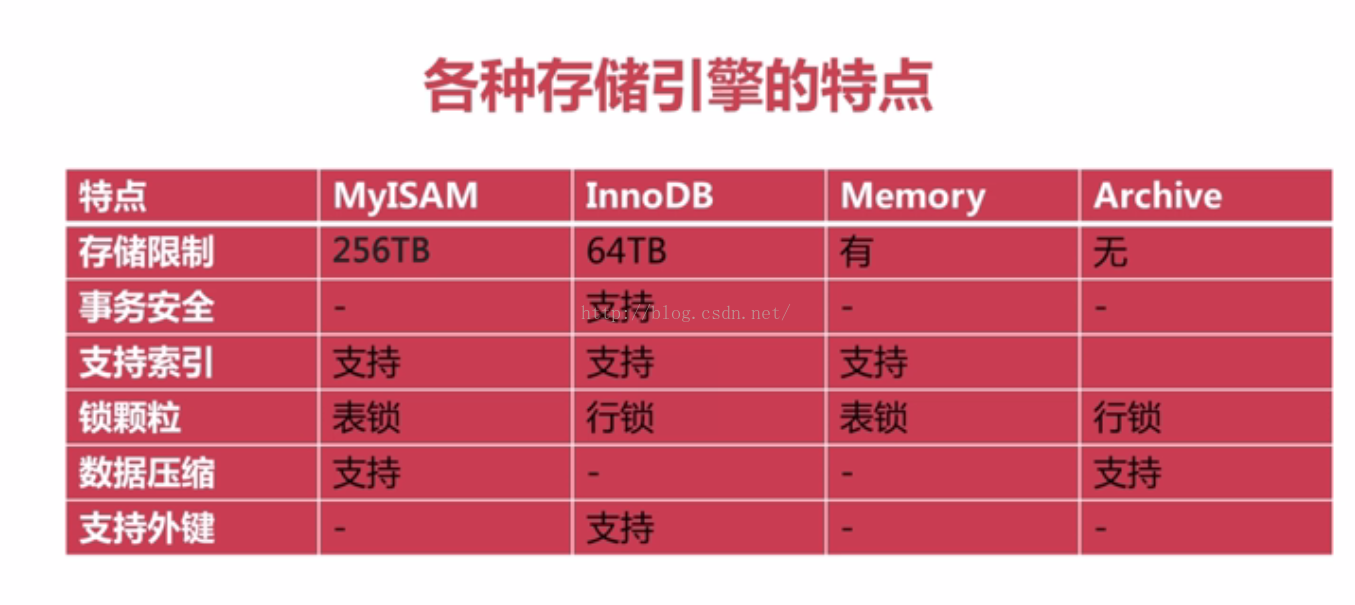 各种存储引擎的特点
特点 MyISAM InnoDB Memory Archive
存储限制 256TB 64TB 有 无
事务安全 - 支持 - -
http://blog.csdn.net/
支持索引 支持 支持 支持
锁颗粒 表锁 行锁 表锁 行锁
数据压缩 支持 - - 支持
支持外键 - 支持 - -